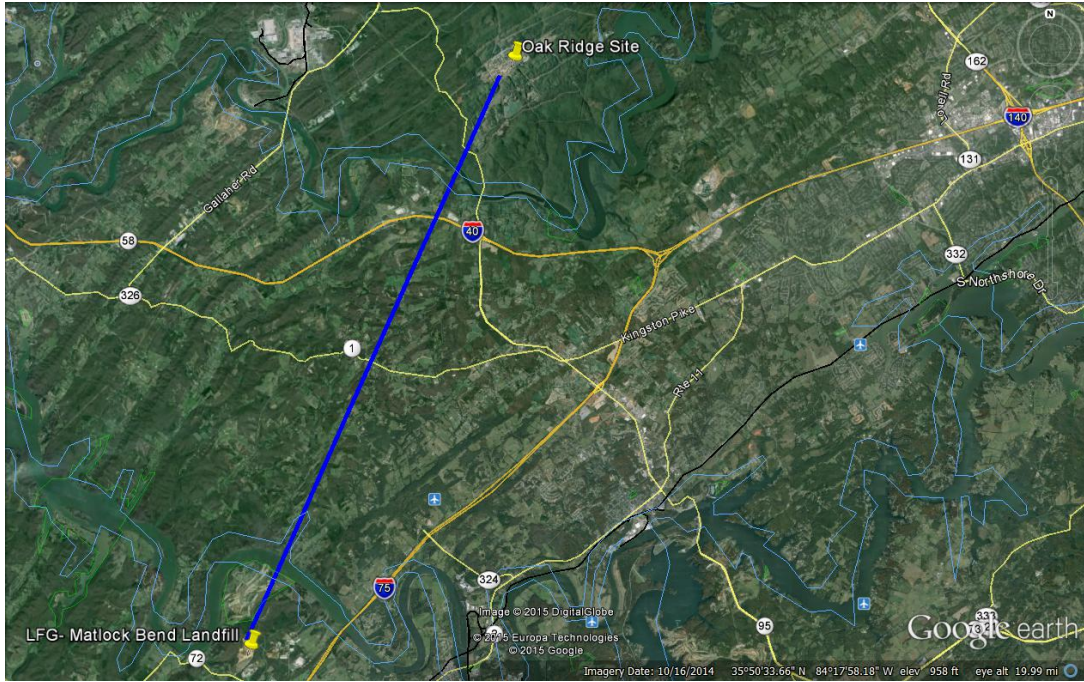 N
Oak Ridge Site
162
Lovell Rd
140
131
Gallaher Rd
58
40
332
S Northshore Dr
326
Kingston Pike
1
Rte 11
75
324
Image © 2015 DigitalGlobe
LFG- Matlock Bend Landfill
© 2015 Europa Technologies
© 2015 Google
72
95
333
Google earth
Imagery Date: 10/16/2014 35°50'33.66" N 84°17'58.18" W elev 958 ft eye alt 19.99 mi